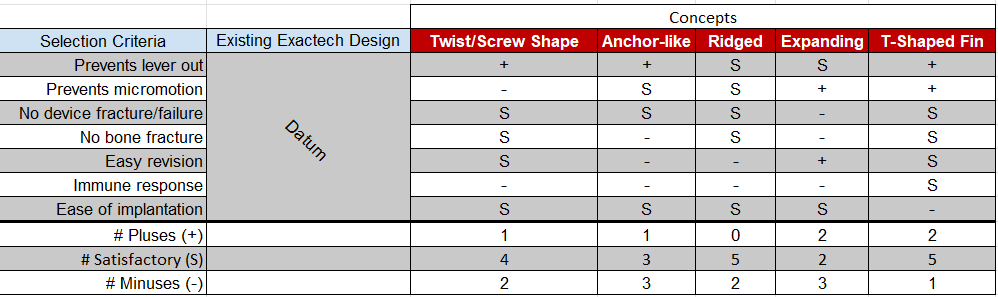 Concepts
Selection Criteria Existing Exactech Design Twist/Screw Shape Anchor-like Ridged Expanding T-Shaped Fin
Prevents lever out + + S S +
Prevents micromotion - S S + +
No device fracture/failure S S S - S
Datum
No bone fracture S - S - S
Easy revision S - - + S
Immune response - - - - S
Ease of implantation S S S S -
# Pluses (+) 1 1 0 2 2
# Satisfactory (S) 4 3 5 2 5
# Minuses (-) 2 3 2 3 1